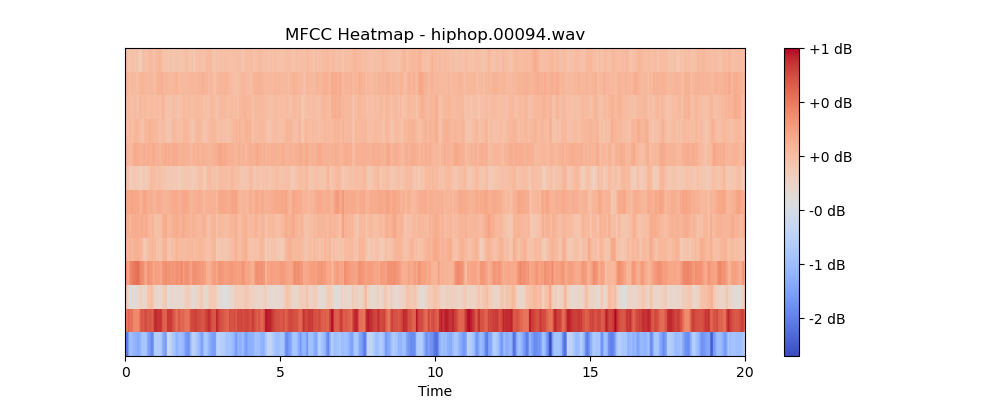 MFCC Heatmap - hiphop.00094.wav
+1 dB
+0 dB
+0 dB
-0 dB
-1 dB
-2 dB
0 5 10 15 20
Time